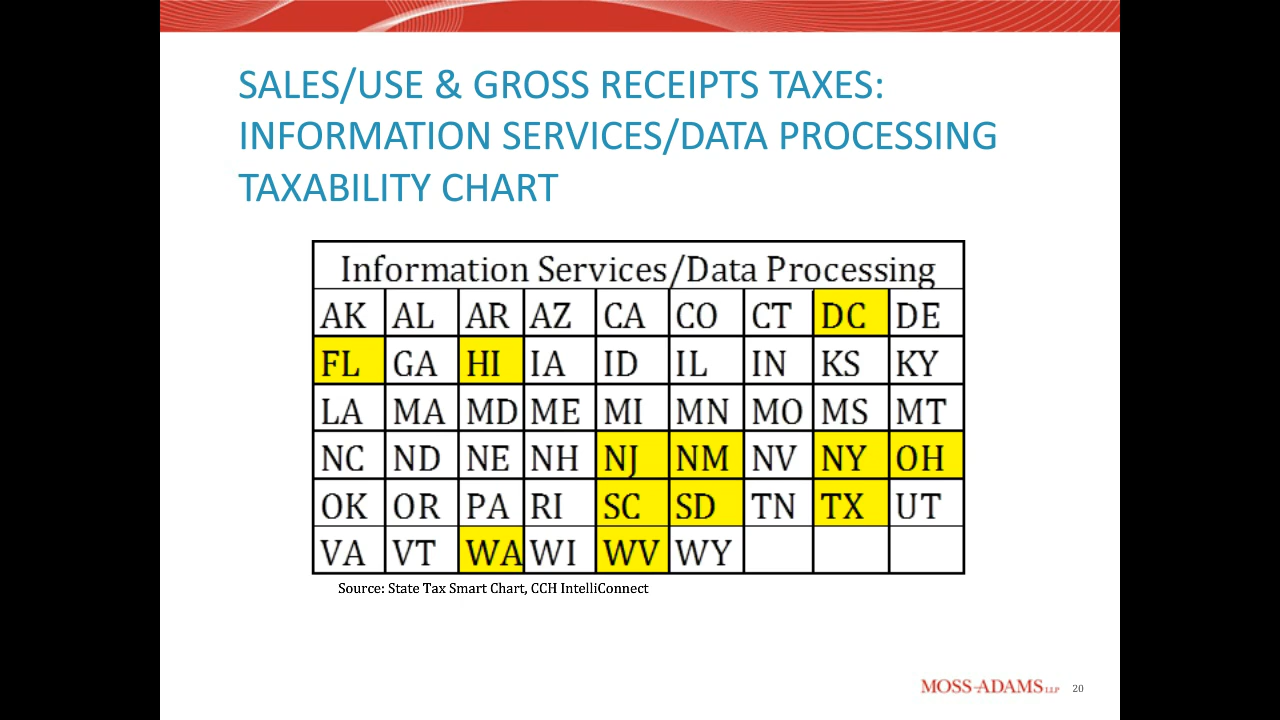 SALES/USE & GROSS RECEIPTS TAXES:
INFORMATION SERVICES/DATA PROCESSING
TAXABILITY CHART
Information Services/Data Processing
AK AL AR AZ CA CO CT DC DE
FL GA HI IA ID IL IN KS KY
LA MA MD ME MI MN MO MS MT
NC ND NE NH NJ NM NV NY OH
OK OR PA RI SC SD TN TX UT
VA VT WA WI WV WY
Source: State Tax Smart Chart, CCH IntelliConnect
MOSS-ADAMS LLP 20